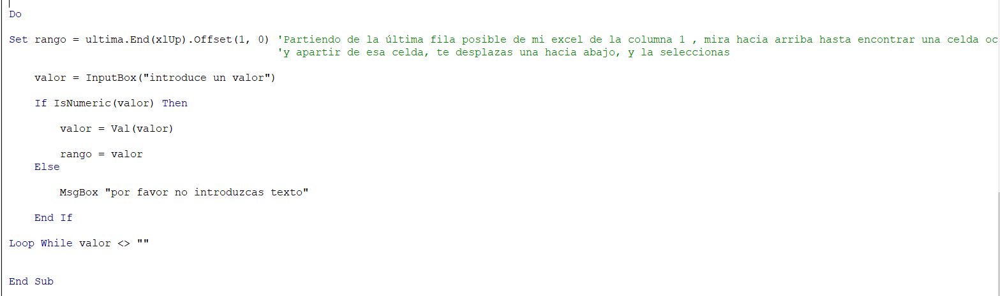 Do
Set rango = ultima.End(xlUp).Offset(1, 0) 'Partiendo de la última fila posible de mi excel de la columna 1 , mira hacia arriba hasta encontrar una celda oc
'y apartir de esa celda, te desplazas una hacia abajo, y la seleccionas
valor = InputBox("introduce un valor")
If IsNumeric(valor) Then
valor = Val(valor)
rango = valor
Else
MsgBox "por favor no introduzcas texto"
End If
Loop While valor <> ""
End Sub